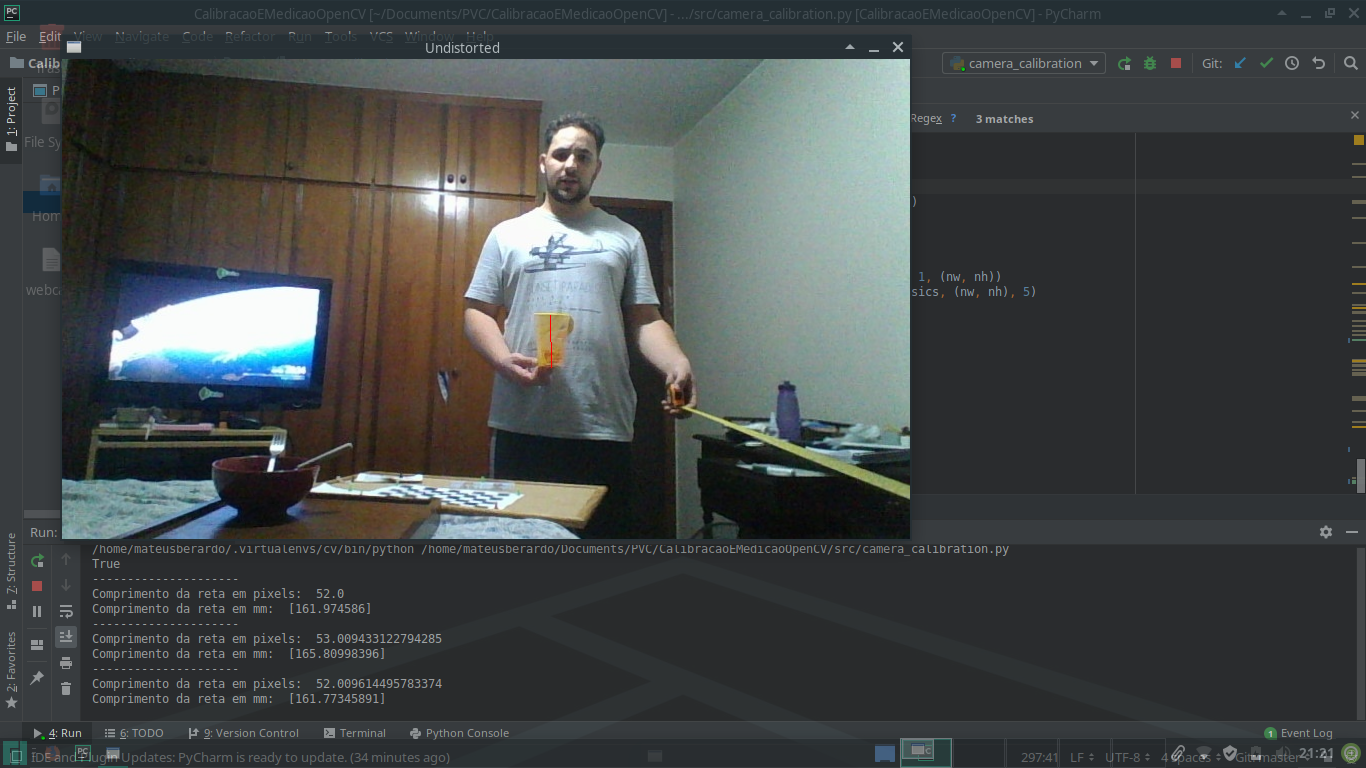 CalibracaoEMedicaoOpenCV [~/Documents/PVC/CalibracaoEMedicaoOpenCV] - .../src/camera_calibration.py [CalibracaoEMedicaoOpenCV] - PyCharm
File Edit View Navigate Code Refactor Run Tools VCS Window Help
Undistorted
Calib
camera_calibration
Git:
1: Project
P
Regex ? 3 matches
File Sy
)
Hom
1, (nw, nh))
webca
sics, (nw, nh), 5)
SUNSET PARADIS
Run:
/home/mateusberardo/.virtualenvs/cv/bin/python /home/mateusberardo/Documents/PVC/CalibracaoEMedicaoOpenCV/src/camera_calibration.py
True
---------------------
Comprimento da reta em pixels:  52.0
Comprimento da reta em mm:  [161.974586]
---------------------
Comprimento da reta em pixels:  53.009433122794285
Comprimento da reta em mm:  [165.80998396]
---------------------
Comprimento da reta em pixels:  52.009614495783374
Comprimento da reta em mm:  [161.77345891]
7: Structure
2: Favorites
4: Run 6: TODO 9: Version Control Terminal Python Console 1 Event Log
IDE and Plugin Updates: PyCharm is ready to update. (34 minutes ago) 297:41 LF UTF-8 4 spaces Git: master 21:21